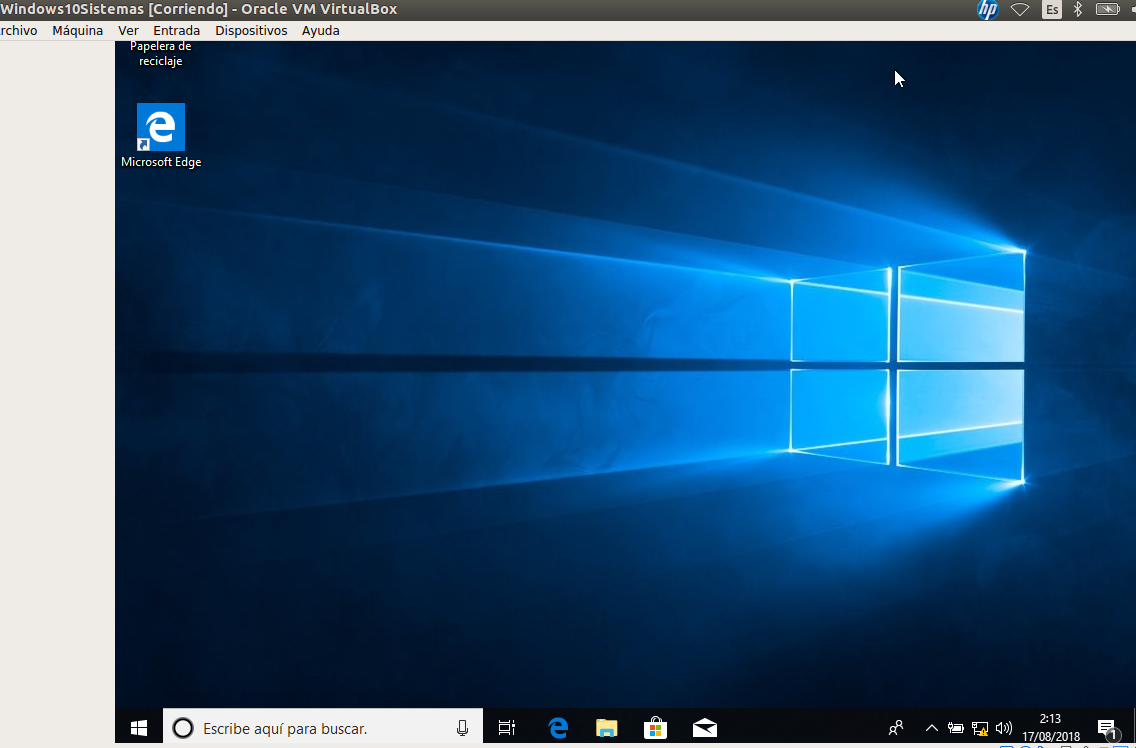 Windows10Sistemas [Corriendo] - Oracle VM VirtualBox
hp
Es
rchivo Máquina Ver Entrada Dispositivos Ayuda
Papelera de
reciclaje
Microsoft Edge
Escribe aquí para buscar.
2:13
17/08/2018
1